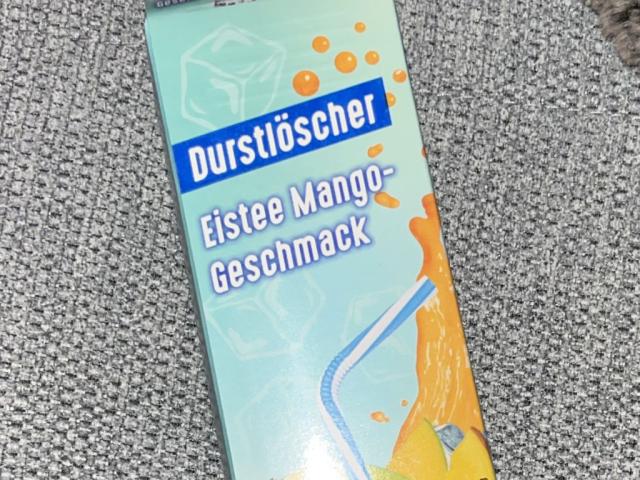 Durstlöscher
Eistee Mango-
Geschmack